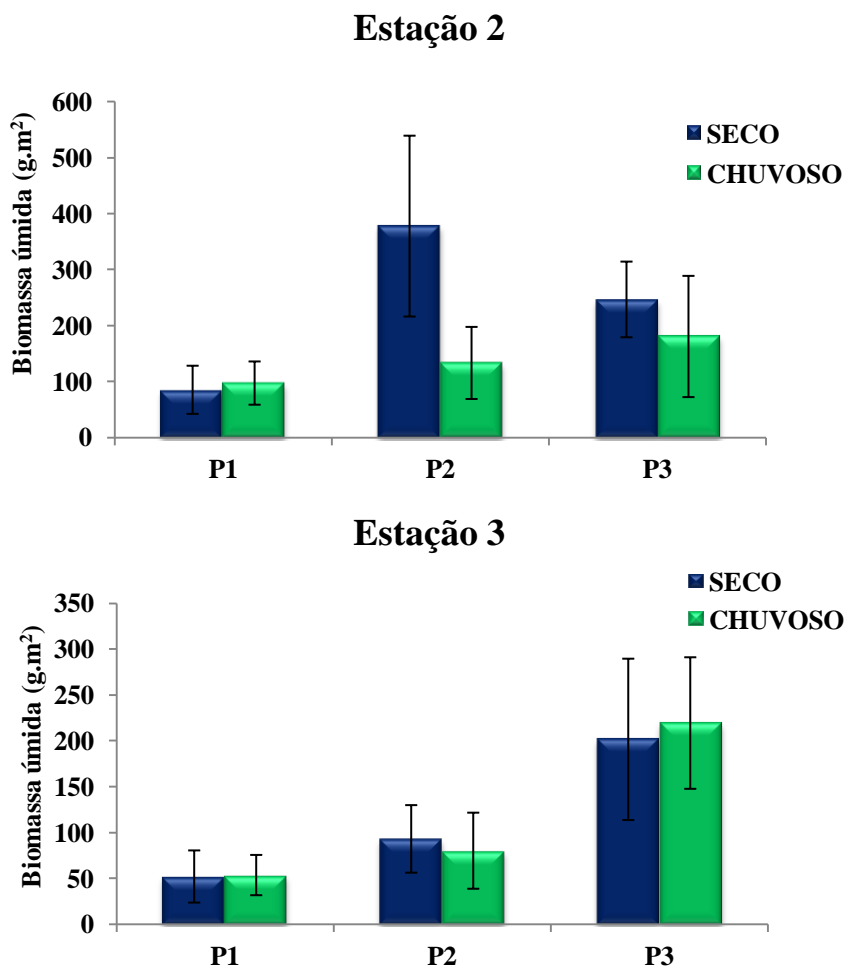 Estação 2
Biomassa úmida (g.m²)
600
500
400
300
200
100
0
SECO
CHUVOSO
P1 P2 P3
Estação 3
Biomassa úmida (g.m²)
350
300
250
200
150
100
50
0
SECO
CHUVOSO
P1 P2 P3